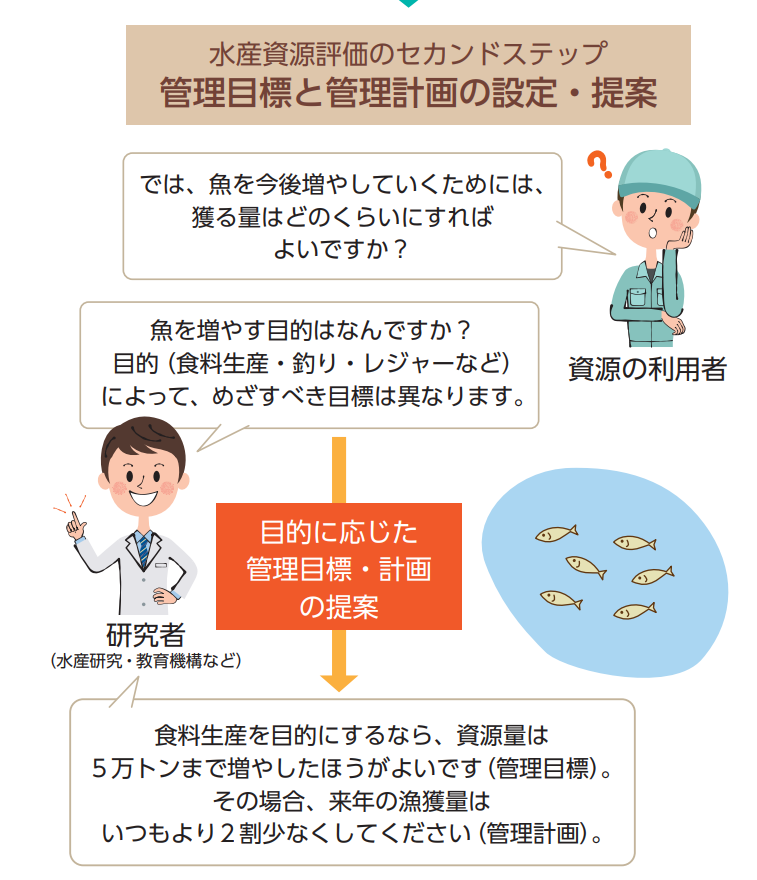 水産資源評価のセカンドステップ
管理目標と管理計画の設定・提案
?
では、魚を今後増やしていくためには、
獲る量はどのくらいにすれば
よいですか？
資源の利用者
魚を増やす目的はなんですか？
目的（食料生産・釣り・レジャーなど）
によって、めざすべき目標は異なります。
目的に応じた
管理目標・計画
の提案
研究者
（水産研究・教育機構など）
食料生産を目的にするなら、資源量は
５万トンまで増やしたほうがよいです（管理目標）。
その場合、来年の漁獲量は
いつもより２割少なくしてください（管理計画）。